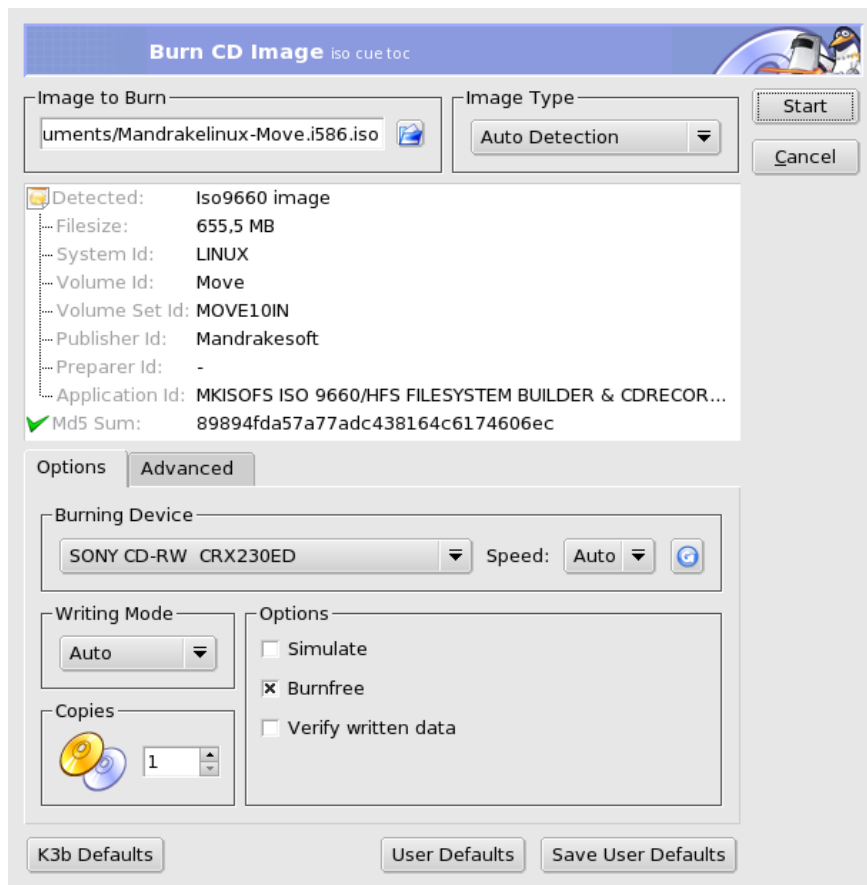 Burn CD Image iso cue toc
Image to Burn
Image Type
Start
uments/Mandrakelinux-Move.i586.iso
Auto Detection
Cancel
Detected: Iso9660 image
Filesize: 655,5 MB
System Id: LINUX
Volume Id: Move
Volume Set Id: MOVE10IN
Publisher Id: Mandrakesoft
Preparer Id: -
Application Id: MKISOFS ISO 9660/HFS FILESYSTEM BUILDER & CDRECOR...
Md5 Sum: 89894fda57a77adc438164c6174606ec
Options
Advanced
Burning Device
SONY CD-RW CRX230ED
Speed: Auto
Writing Mode
Options
Auto
Simulate
Burnfree
Copies
Verify written data
1
K3b Defaults
User Defaults
Save User Defaults